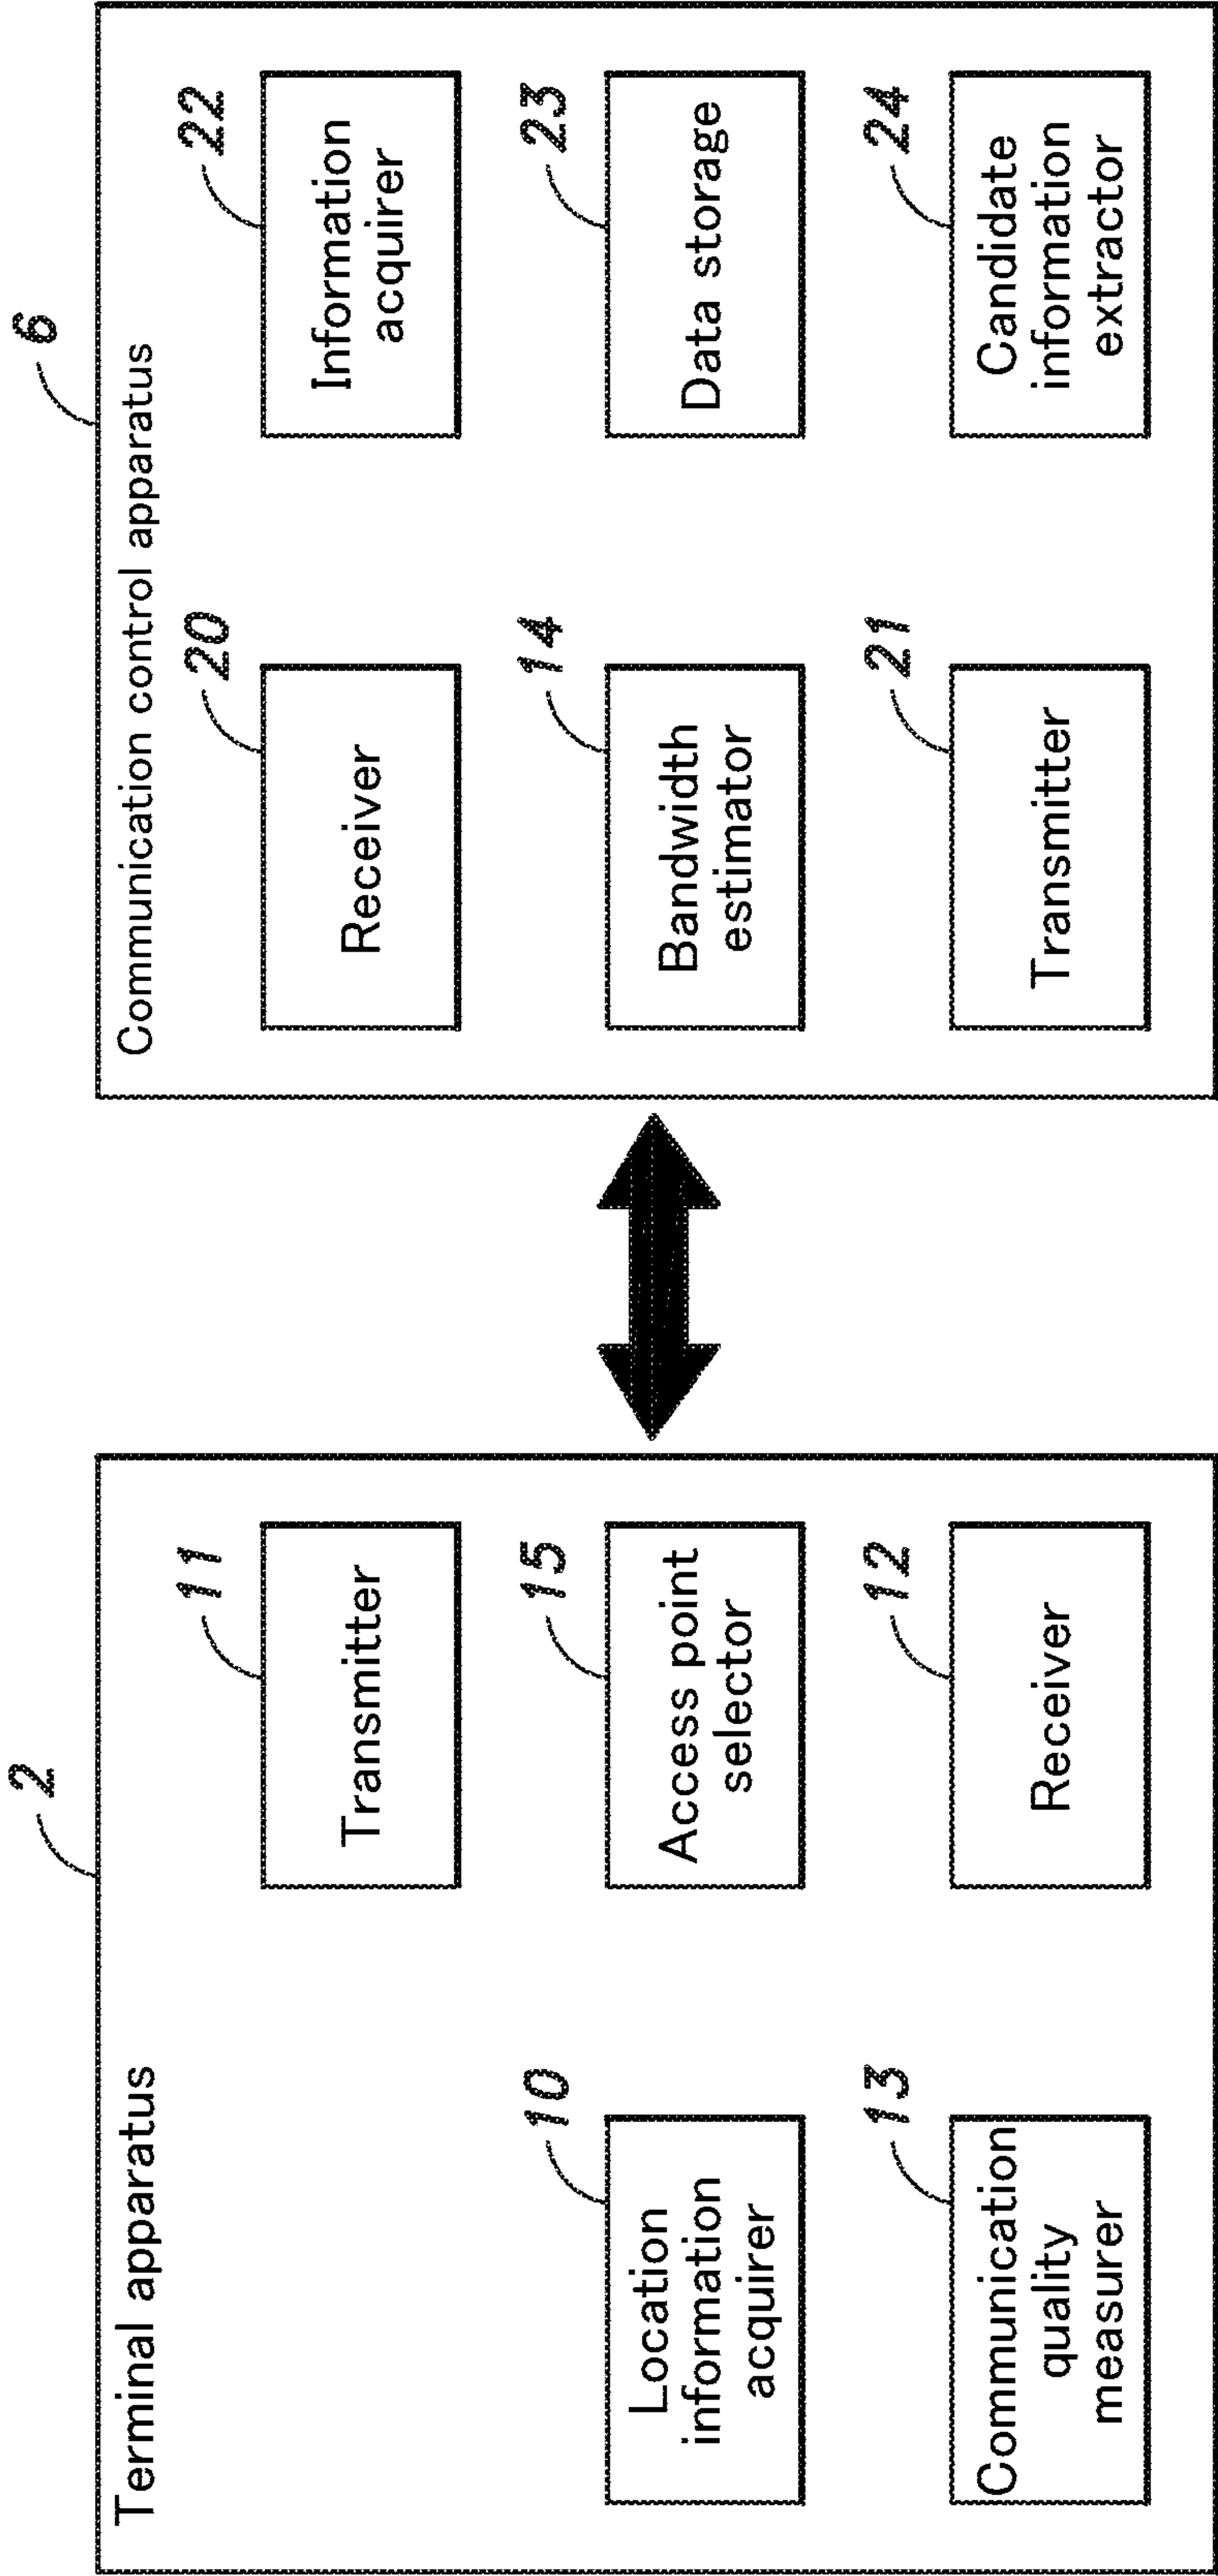 2
Terminal apparatus
11
Transmitter
10
Location
information
acquirer
15
Access point
selector
13
Communication
quality
measurer
12
Receiver
6
Communication control apparatus
20
Receiver
22
Information
acquirer
14
Bandwidth
estimator
23
Data storage
21
Transmitter
24
Candidate
information
extractor